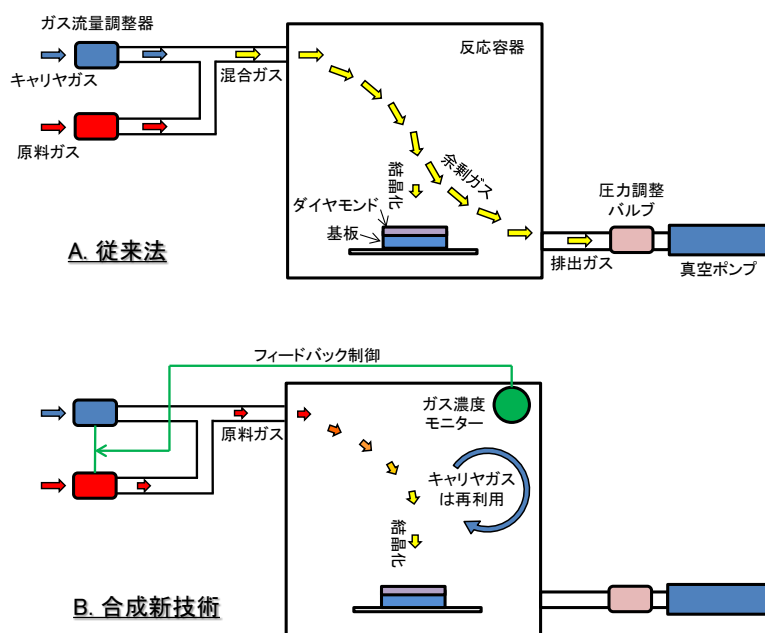 ガス流量調整器
キャリヤガス
原料ガス
混合ガス
反応容器
結晶化
余剰ガス
ダイヤモンド
基板
圧力調整
バルブ
排出ガス
真空ポンプ
A. 従来法
フィードバック制御
ガス濃度
モニター
原料ガス
キャリヤガス
は再利用
結晶化
B. 合成新技術